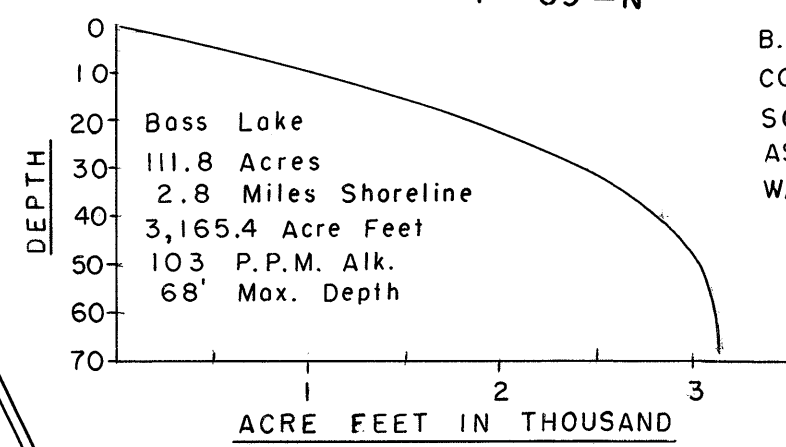 0
10
20
30
40
50
60
70
DEPTH
Bass Lake
111.8 Acres
2.8 Miles Shoreline
3,165.4 Acre Feet
103 P.P.M. Alk.
68' Max. Depth
1 2 3
ACRE FEET IN THOUSAND
B.